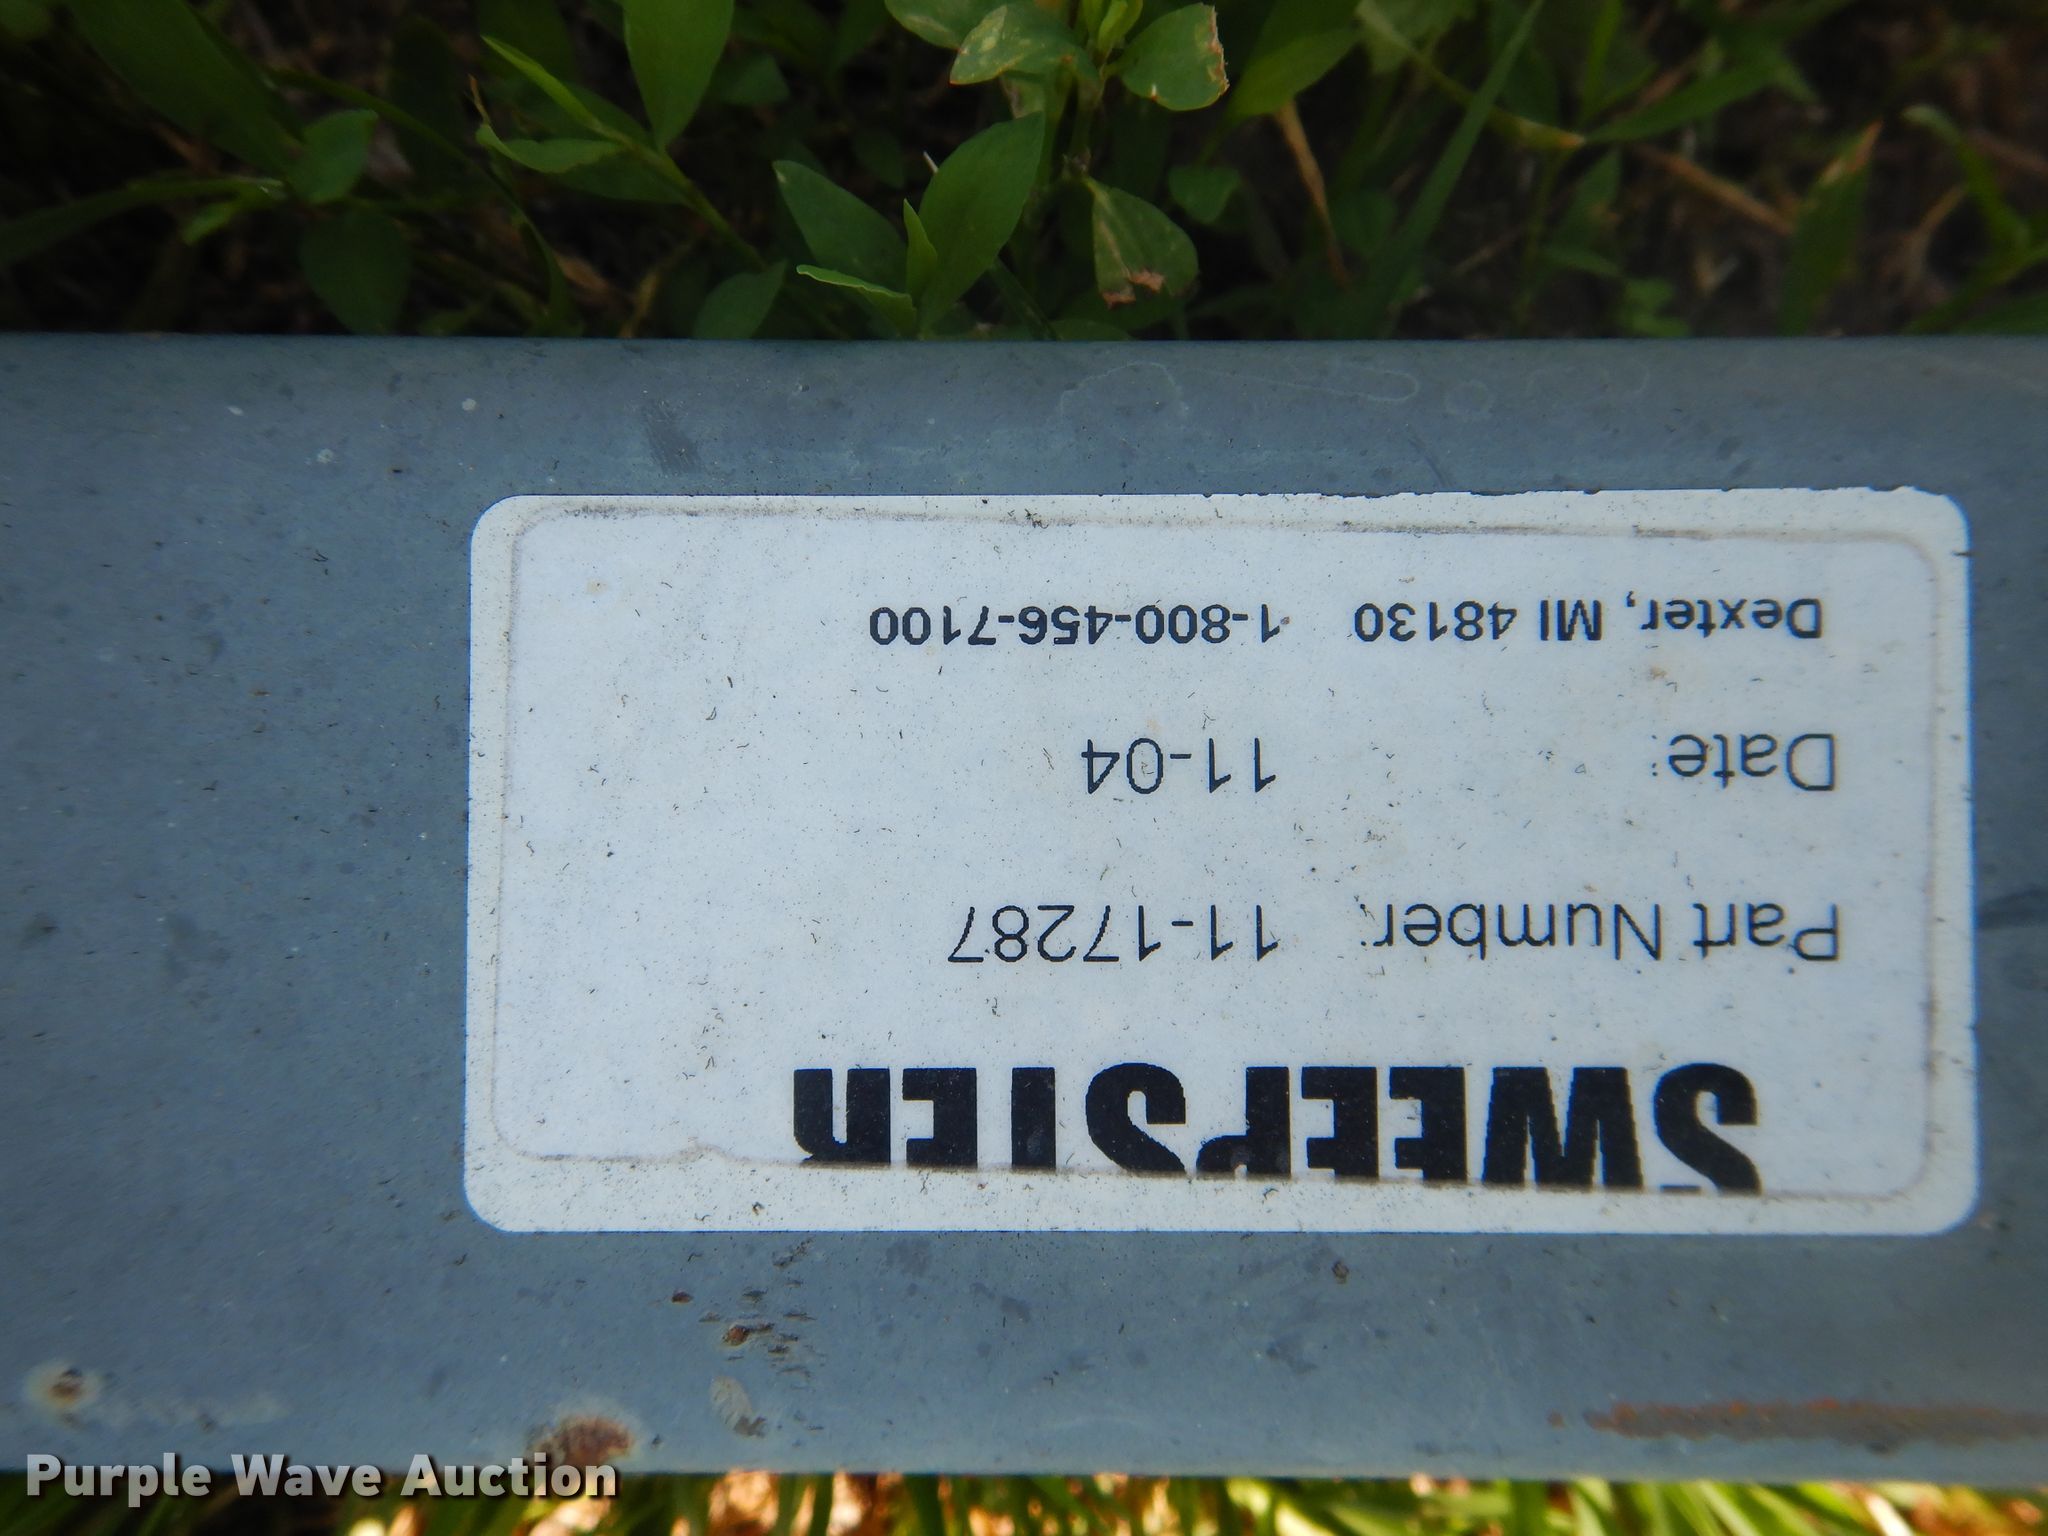 SWEEPSTER
Part Number: 11-17287
Date: 11-04
Dexter, MI 48130 1-800-456-7100
Purple Wave Auction